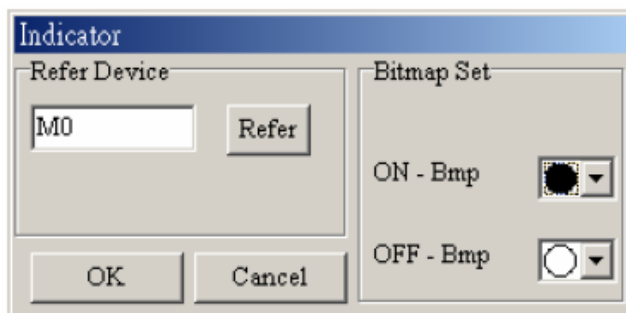 Indicator
Refer Device
M0
Refer
OK
Cancel
Bitmap Set
ON - Bmp
OFF - Bmp